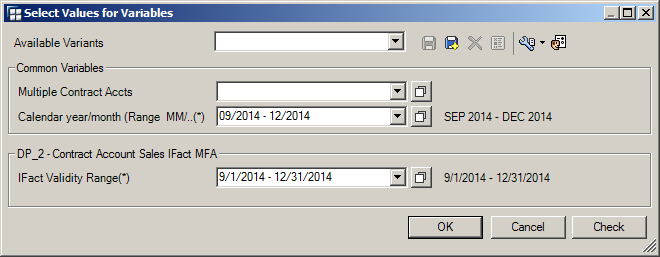 Select Values for Variables
Available Variants
Common Variables
Multiple Contract Accts
Calendar year/month (Range MM/..(*) 09/2014 - 12/2014 SEP 2014 - DEC 2014
DP_2 - Contract Account Sales IFact MFA
IFact Validity Range(*) 9/1/2014 - 12/31/2014 9/1/2014 - 12/31/2014
OK Cancel Check